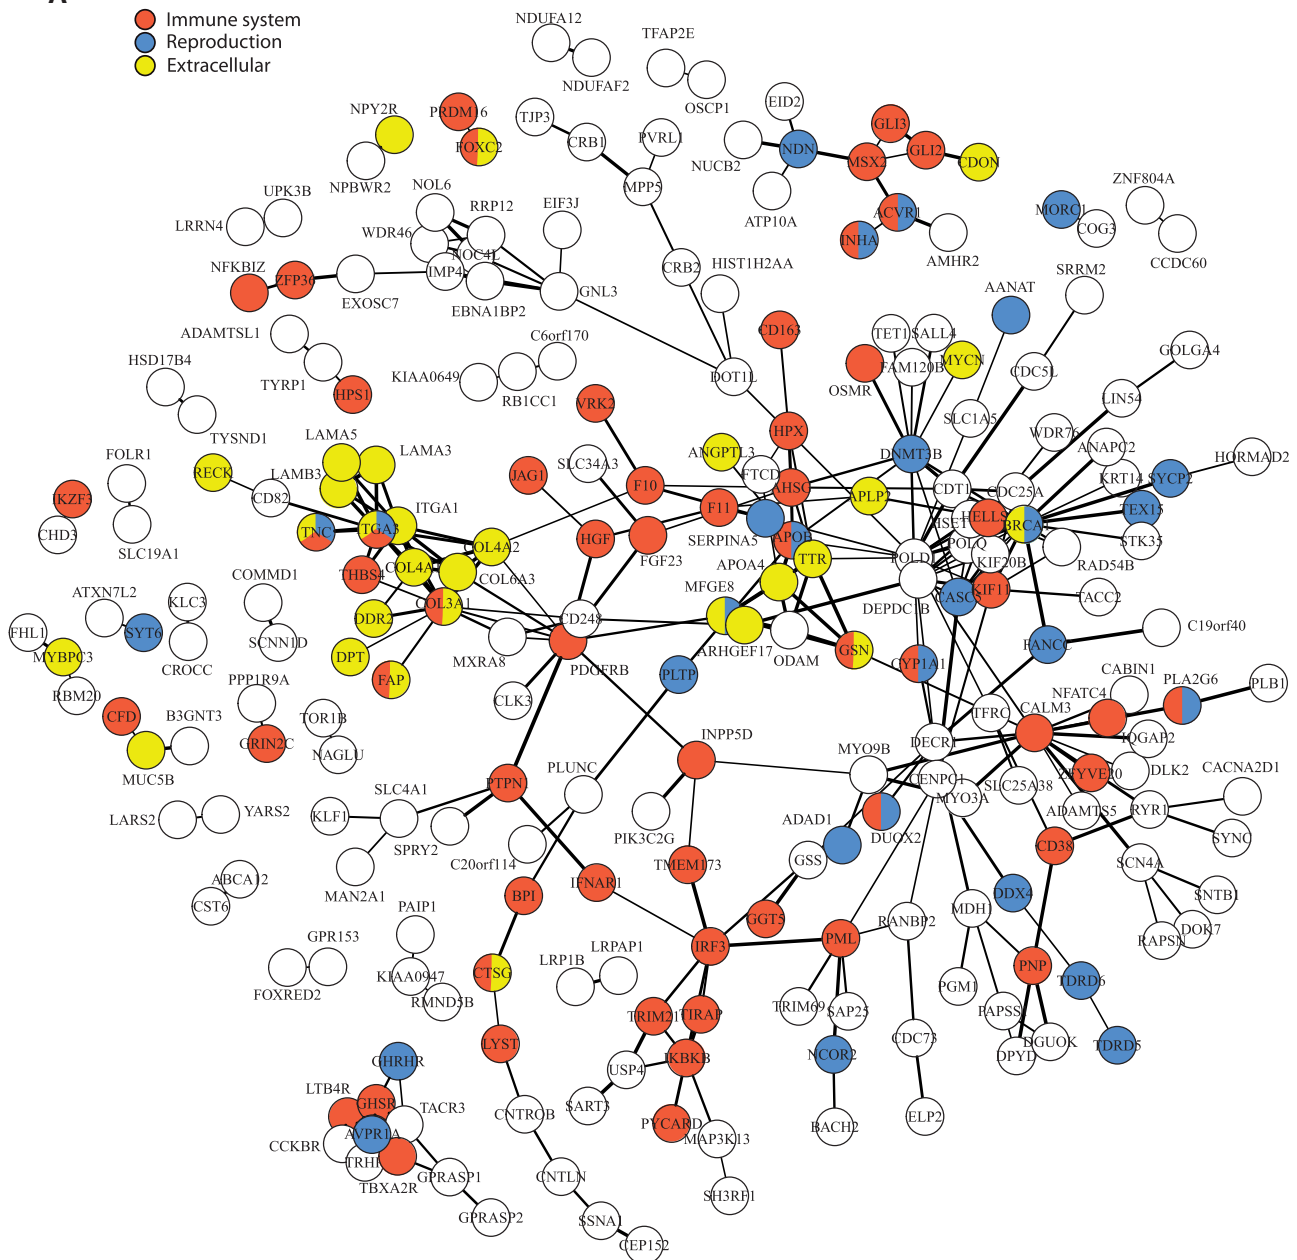 A
Immune system
Reproduction
Extracellular
NDUFA12
NDUFAF2
TFAP2E
OSCP1
NPY2R
NPBWR2
PRDM16
FOXC2
TJP3
CRB1
PVRL1
MPP5
EID2
NUCB2
NDN
ATP10A
GLI3
GLI2
MSX2
CDON
ACVR1
INHA
AMHR2
MORC1
COG3
ZNF804A
CCDC60
UPK3B
LRRN4
NOL6
RRP12
EIF3J
WDR46
NOC4L
IMP4
EBNA1BP2
GNL3
NFKBIZ
ZFP36
EXOSC7
CRB2
HIST1H2AA
DOT1L
CD163
AANAT
SRRM2
ADAMTSL1
TYRP1
HPS1
C6orf170
KIAA0649
RB1CC1
HSD17B4
TYSND1
TET1
SALL4
OSMR
FAM120B
MYCN
CDC5L
GOLGA4
LIN54
SLC1A5
WDR76
ANAPC2
HORMAD2
VRK2
HPX
DNMT3B
LAMA5
LAMA3
LAMB3
RECK
CD82
FOLR1
SLC19A1
IKZF3
CHD3
JAG1
SLC34A3
F10
ANGPTL3
FTCD
AHSG
APLP2
CDT1
CDC25A
KRT14
SYCP2
TEX15
STK35
HELLS
POLQ
KIF20B
RAD54B
TACC2
KIF11
F11
SERPINA5
APOB
APOA4
TTR
MFGE8
DEPDC1B
TNC
ITGA1
COL4A2
COL6A3
THBS4
COL3A1
DDR2
DPT
FAP
HGF
FGF23
CD248
MXRA8
PDGFRB
CLK3
PLTP
ARHGEF17
ODAM
GSN
CYP1A1
FANCC
C19orf40
COMMD1
SCNN1D
ATXN7L2
SYT6
KLC3
CROCC
FHL1
MYBPC3
RBM20
CFD
B3GNT3
MUC5B
PPP1R9A
GRIN2C
TOR1B
NAGLU
LARS2
YARS2
KLF1
SLC4A1
MAN2A1
SPRY2
PTPN1
PLUNC
C20orf114
INPP5D
PIK3C2G
MYO9B
DECR1
CENPC1
MYO3A
TFRC
CALM3
NFATC4
CABIN1
PLA2G6
PLB1
IQGAP2
DLK2
ZFYVE20
SLC25A38
ADAMTS5
RYR1
CACNA2D1
SYNC
SCN4A
SNTB1
DOK7
RAPSN
CD38
ADAD1
DUOX2
GSS
GGT5
DDX4
MDH1
RANBP2
PML
TMEM173
IFNAR1
BPI
IRF3
CTSG
LRPAP1
LRP1B
ABCA12
CST6
PAIP1
KIAA0947
RMND5B
GPR153
FOXRED2
LYST
TRIM21
TIRAP
IKBKB
USP4
SART3
PYCARD
MAP3K13
SH3RF1
TRIM69
SAP25
NCOR2
BACH2
CDC73
ELP2
PGM1
PNP
DPYD
DGUOK
TDRD6
TDRD5
GHRHR
LTB4R
GHSR
TACR3
AVPR1A
CCKBR
TBXA2R
GPRASP1
GPRASP2
CNTROB
CNTLN
SSNA1
CEP152